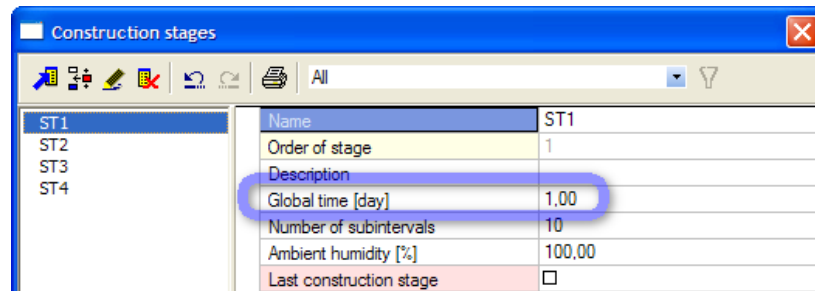 Construction stages
All
ST1
ST2
ST3
ST4
Name ST1
Order of stage 1
Description
Global time [day] 1,00
Number of subintervals 10
Ambient humidity [%] 100,00
Last construction stage